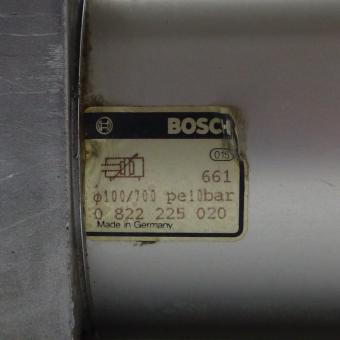 BOSCH
015
661
φ100/700 pe10bar
0 822 225 020
Made in Germany